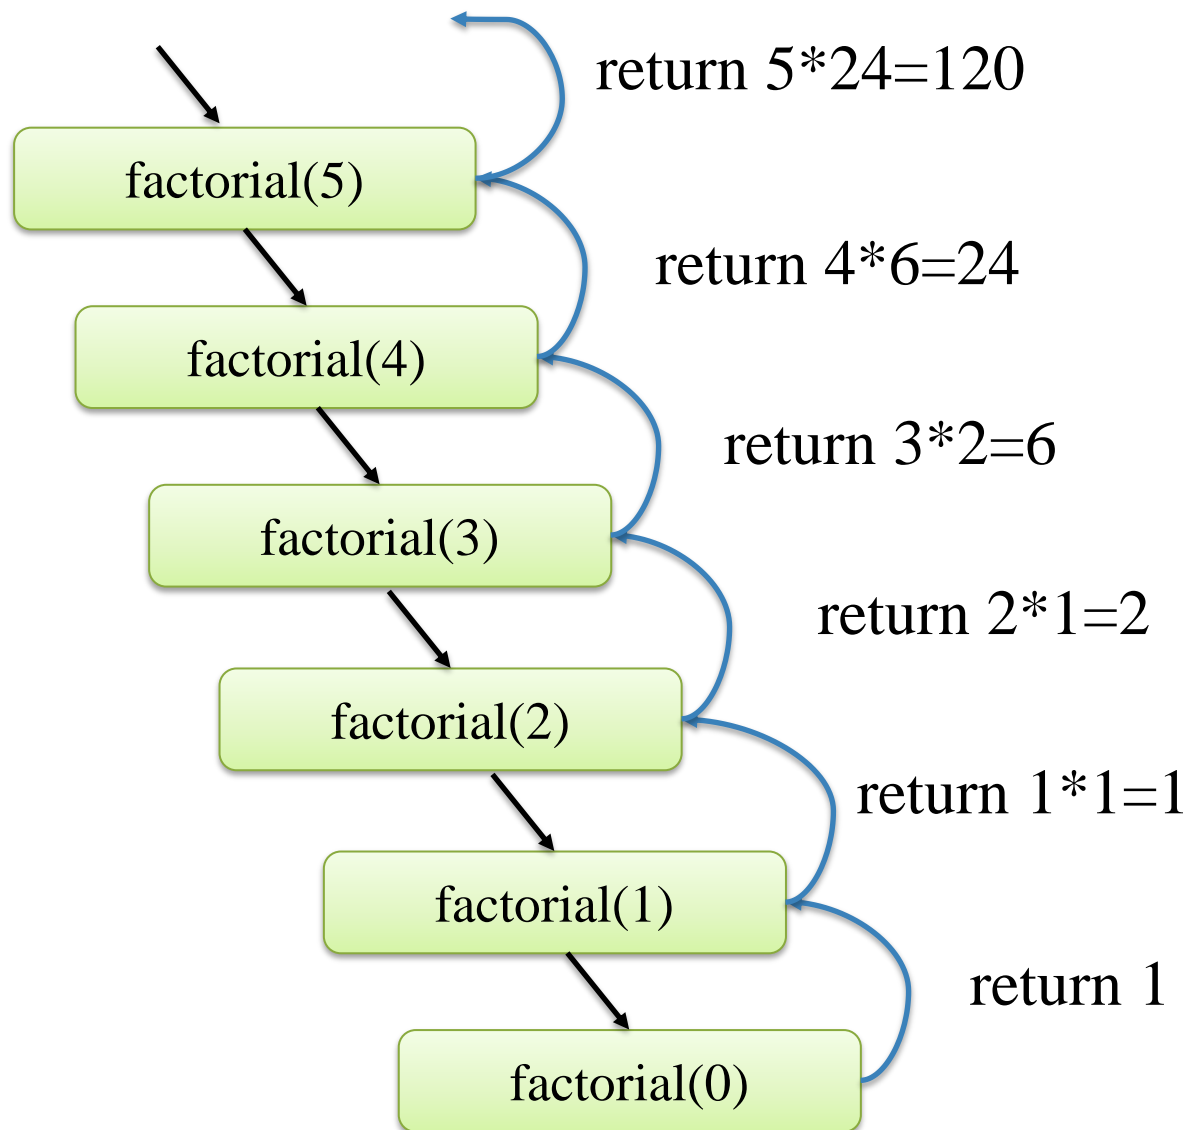 return 5*24=120
factorial(5)
return 4*6=24
factorial(4)
return 3*2=6
factorial(3)
return 2*1=2
factorial(2)
return 1*1=1
factorial(1)
return 1
factorial(0)